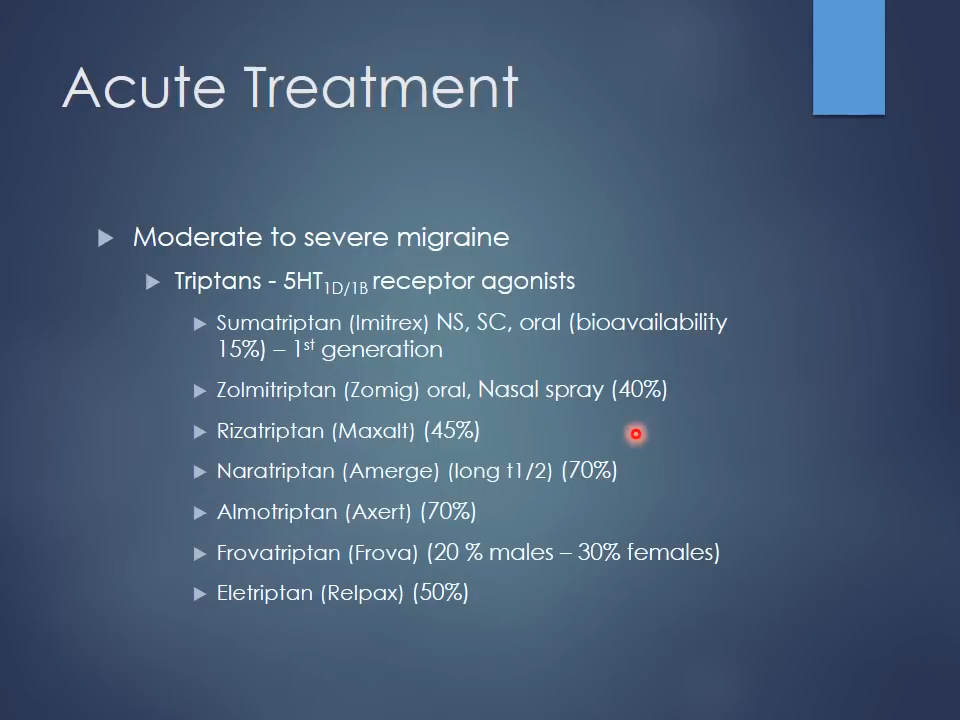 Acute Treatment
Moderate to severe migraine
Triptans - 5HT1D/1B receptor agonists
Sumatriptan (Imitrex) NS, SC, oral (bioavailability
15%) – 1st generation
Zolmitriptan (Zomig) oral, Nasal spray (40%)
Rizatriptan (Maxalt) (45%)
Naratriptan (Amerge) (long t1/2) (70%)
Almotriptan (Axert) (70%)
Frovatriptan (Frova) (20 % males – 30% females)
Eletriptan (Relpax) (50%)